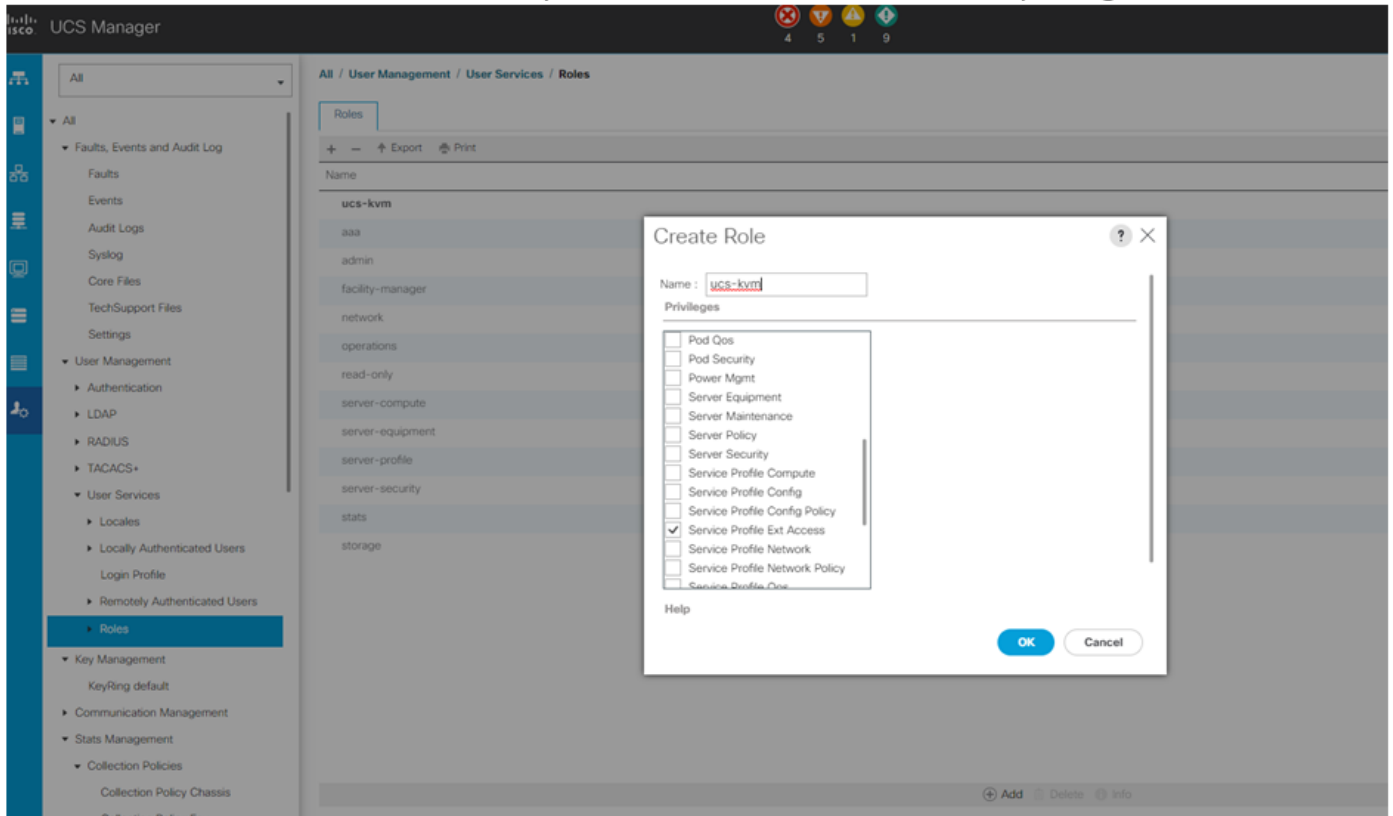 isco. UCS Manager
4 5 1 9
All
All
Faults, Events and Audit Log
Faults
Events
Audit Logs
Syslog
Core Files
TechSupport Files
Settings
User Management
Authentication
LDAP
RADIUS
TACACS+
User Services
Locales
Locally Authenticated Users
Login Profile
Remotely Authenticated Users
Roles
Key Management
KeyRing default
Communication Management
Stats Management
Collection Policies
Collection Policy Chassis
All / User Management / User Services / Roles
Roles
+ − Export Print
Name
ucs-kvm
aaa
admin
facility-manager
network
operations
read-only
server-compute
server-equipment
server-profile
server-security
stats
storage
Add Delete Info
Create Role ? ×
Name : ucs-kvm
Privileges
Pod Qos
Pod Security
Power Mgmt
Server Equipment
Server Maintenance
Server Policy
Server Security
Service Profile Compute
Service Profile Config
Service Profile Config Policy
Service Profile Ext Access
Service Profile Network
Service Profile Network Policy
Service Profile Qos
Help
OK Cancel